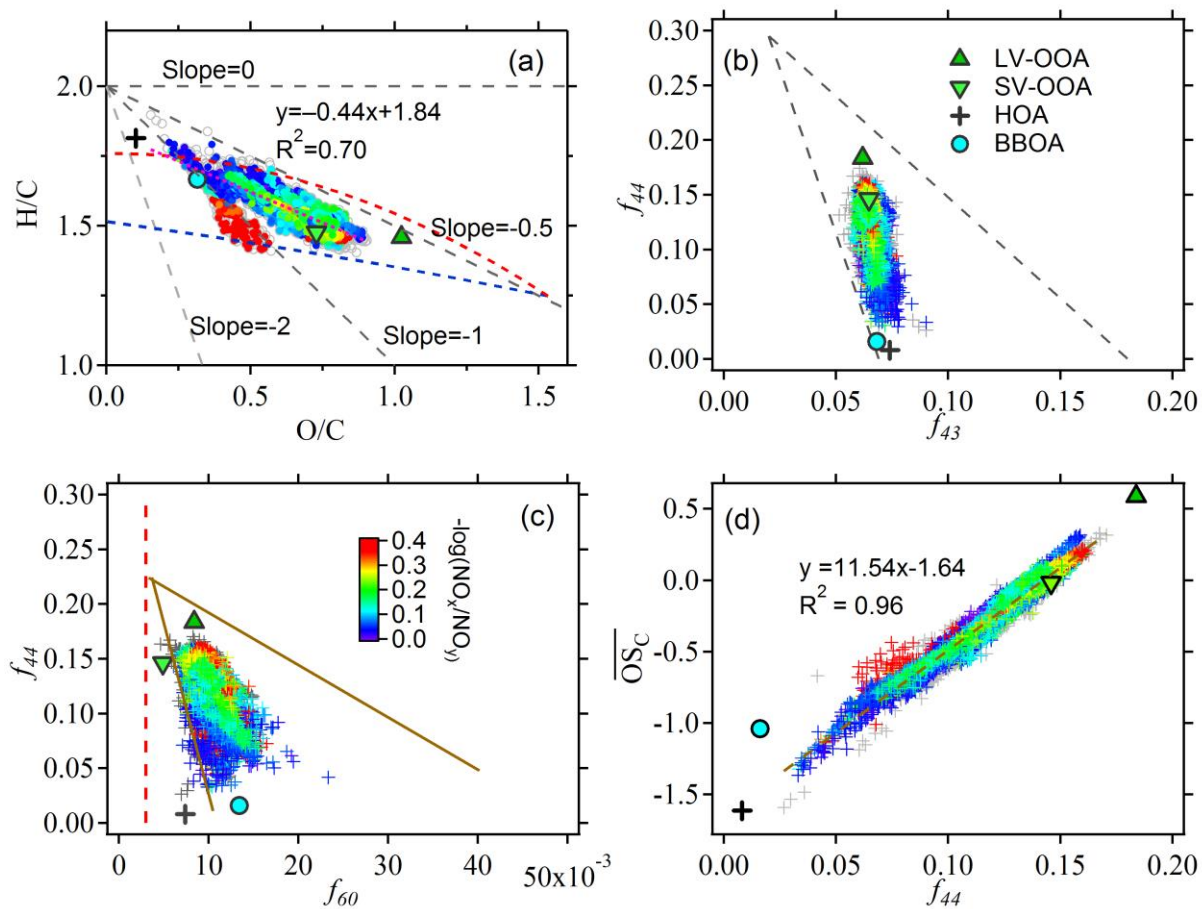 (a)
Slope=0
y=–0.44x+1.84
R²=0.70
Slope=-0.5
Slope=-1
Slope=-2
2.0
1.5
1.0
H/C
0.0
0.5
1.0
1.5
O/C
(b)
LV-OOA
SV-OOA
HOA
BBOA
0.30
0.25
0.20
0.15
0.10
0.05
0.00
f44
0.00
0.05
0.10
0.15
0.20
f43
(c)
0.4
0.3
0.2
0.1
0.0
-log(NOx/NOy)
0.30
0.25
0.20
0.15
0.10
0.05
0.00
f44
0
10
20
30
40
50x10⁻³
f60
(d)
y =11.54x-1.64
R² = 0.96
0.5
0.0
-0.5
-1.0
-1.5
OSC
0.00
0.05
0.10
0.15
0.20
f44